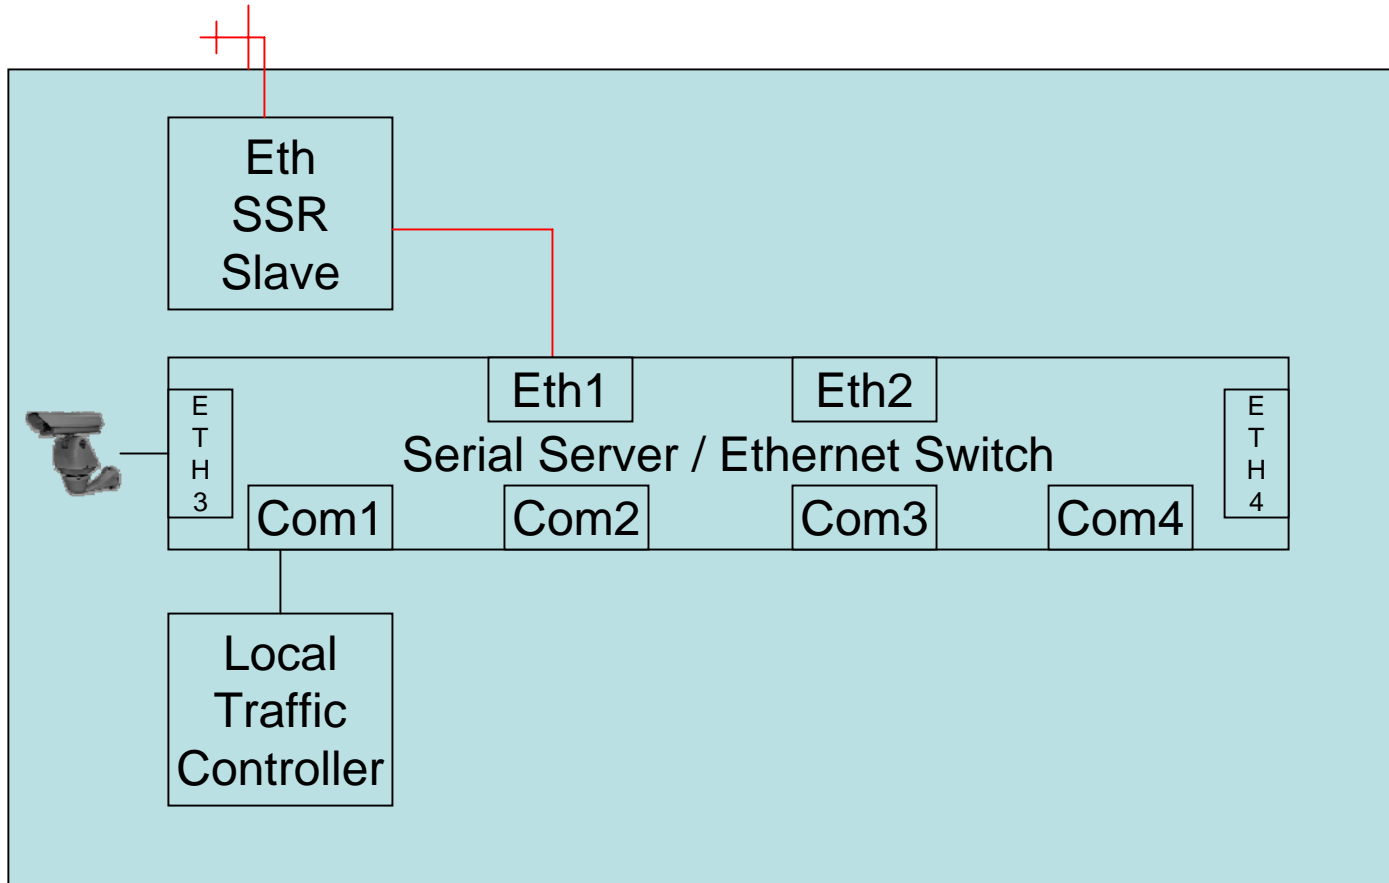 Eth
SSR
Slave
Eth1
Eth2
E
T
H
3
Serial Server / Ethernet Switch
E
T
H
4
Com1
Com2
Com3
Com4
Local
Traffic
Controller